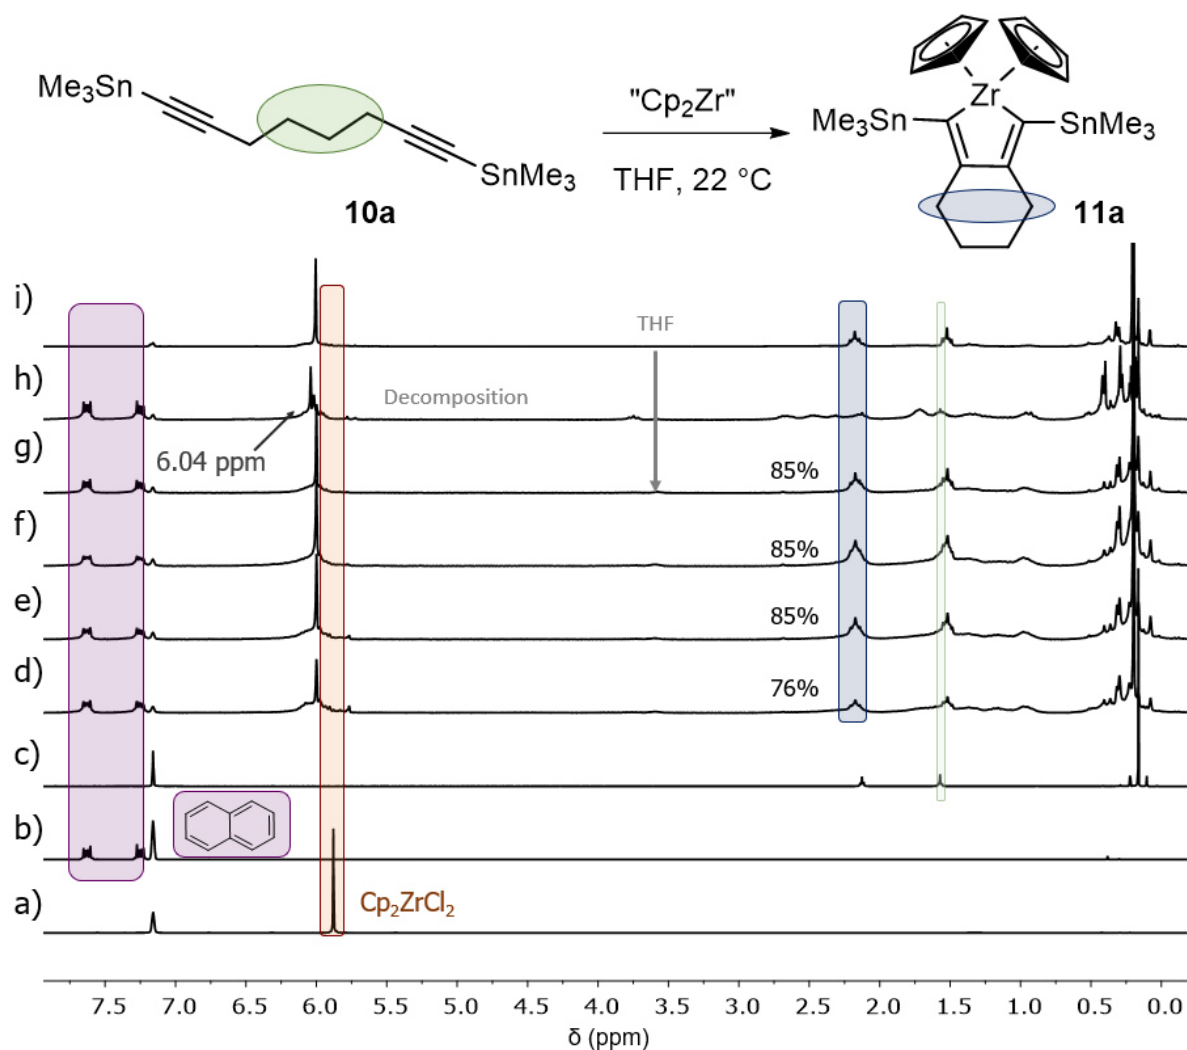 Me₃Sn
SnMe₃
10a
"Cp₂Zr"
THF, 22 °C
Zr
Me₃Sn
SnMe₃
11a
i)
THF
h)
Decomposition
6.04 ppm
g)
85%
f)
85%
e)
85%
d)
76%
c)
b)
a)
Cp₂ZrCl₂
7.5 7.0 6.5 6.0 5.5 5.0 4.5 4.0 3.5 3.0 2.5 2.0 1.5 1.0 0.5 0.0
δ (ppm)